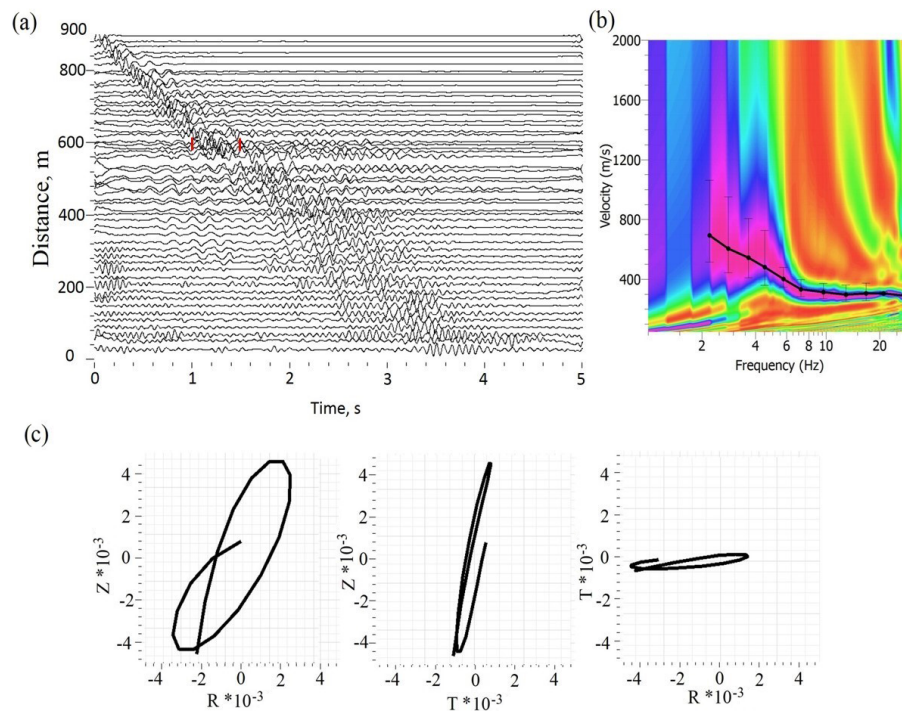 (a)
900
800
600
400
200
0
Distance, m
0 1 2 3 4 5
Time, s
(b)
2000
1600
1200
800
400
Velocity (m/s)
2 4 6 8 10 20
Frequency (Hz)
(c)
4
2
0
-2
-4
Z *10-3
-4 -2 0 2 4
R *10-3
4
2
0
-2
-4
Z *10-3
-4 -2 0 2 4
T *10-3
4
2
0
-2
-4
T *10-3
-4 -2 0 2 4
R *10-3